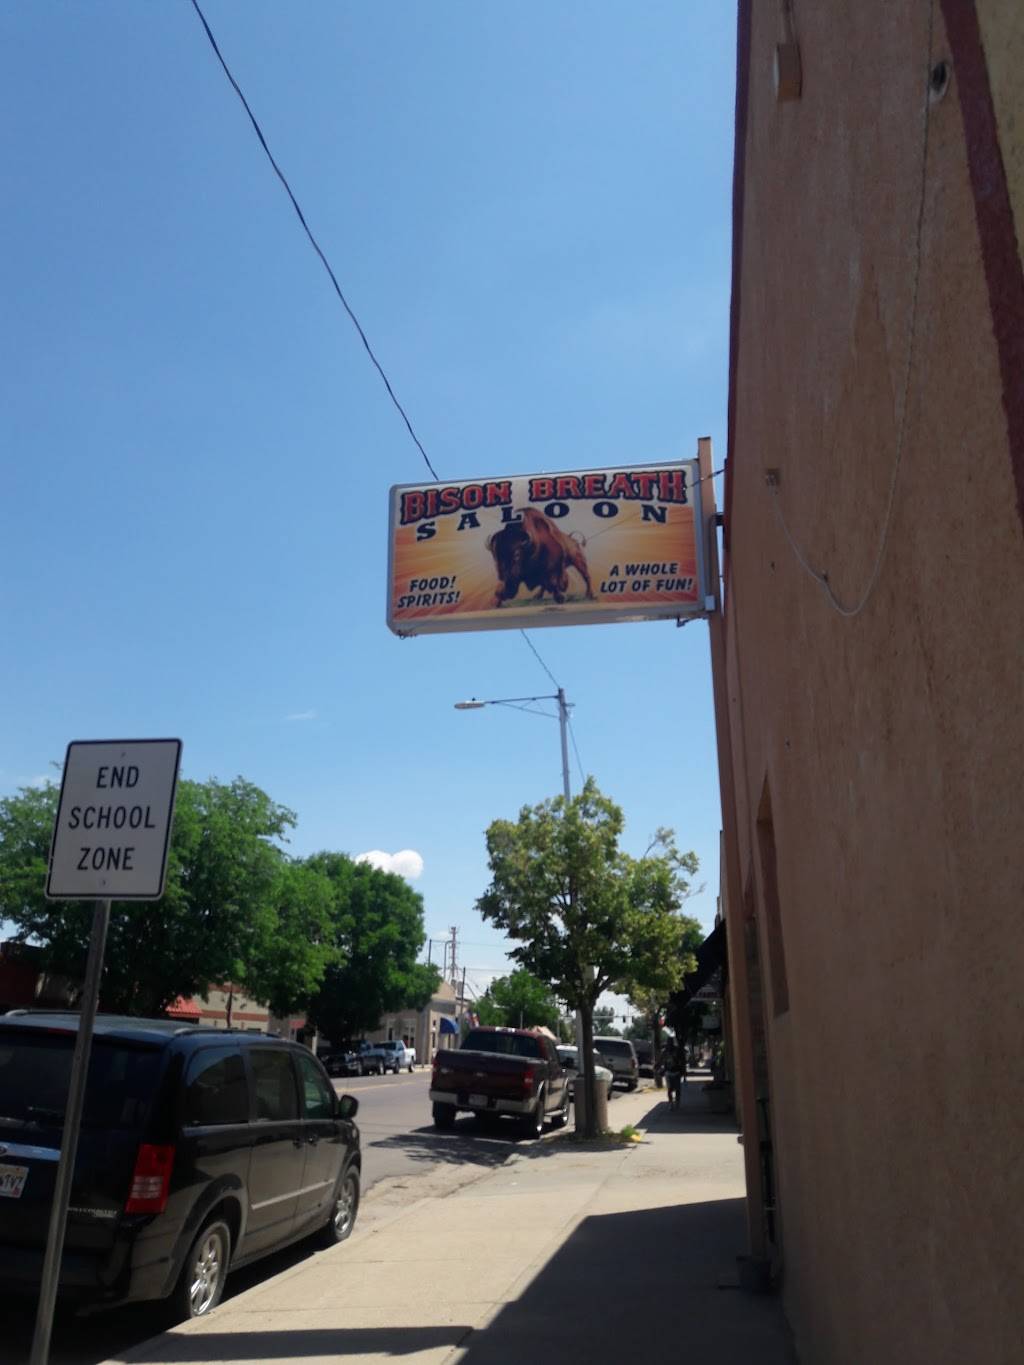 BISON BREATH
SALOON
FOOD!
SPIRITS!
A WHOLE
LOT OF FUN!
END
SCHOOL
ZONE